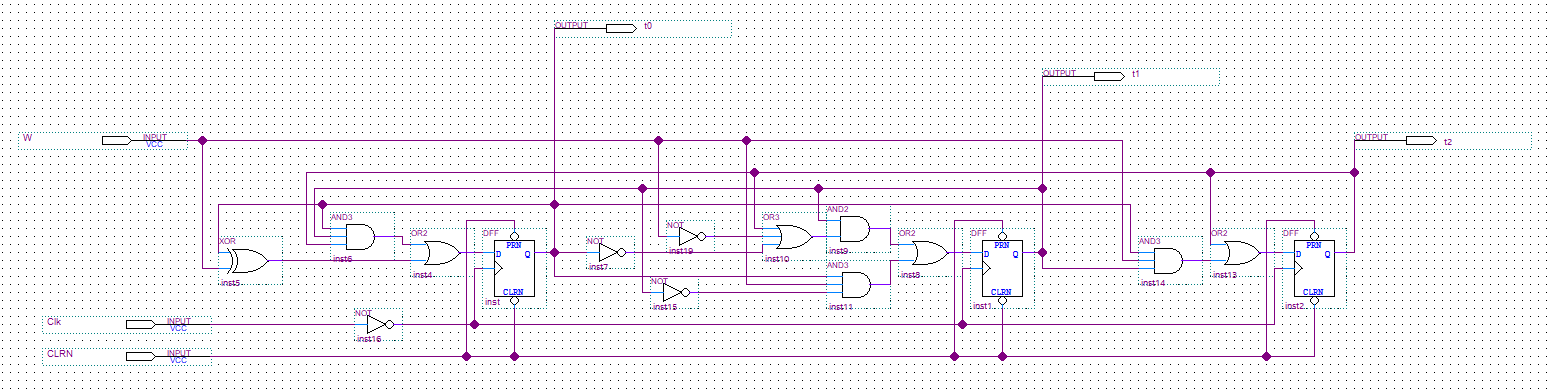 OUTPUT t0
OUTPUT t1
W INPUT VCC
OUTPUT t2
AND3
inst6
XOR
inst5
OR2
inst4
DFF
PRN
D Q
CLRN
inst
NOT
inst7
NOT
inst19
NOT
inst15
OR3
inst10
AND2
inst9
AND3
inst11
OR2
inst8
DFF
PRN
D Q
CLRN
inst1
AND3
inst14
OR2
inst13
DFF
PRN
D Q
CLRN
inst2
Clk INPUT VCC
NOT
inst16
CLRN INPUT VCC